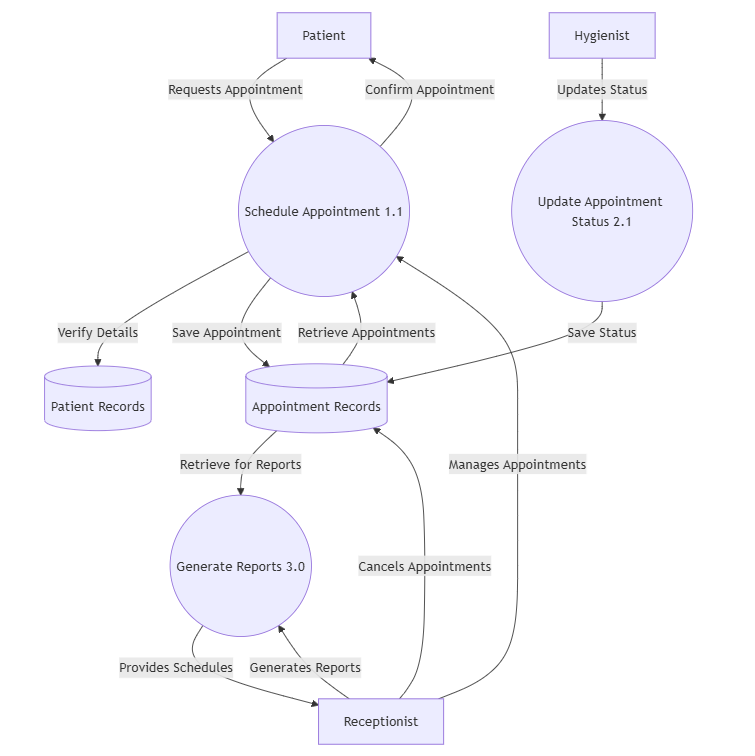 Patient
Hygienist
Requests Appointment
Confirm Appointment
Updates Status
Schedule Appointment 1.1
Update Appointment
Status 2.1
Verify Details
Save Appointment
Retrieve Appointments
Save Status
Patient Records
Appointment Records
Retrieve for Reports
Manages Appointments
Generate Reports 3.0
Cancels Appointments
Provides Schedules
Generates Reports
Receptionist